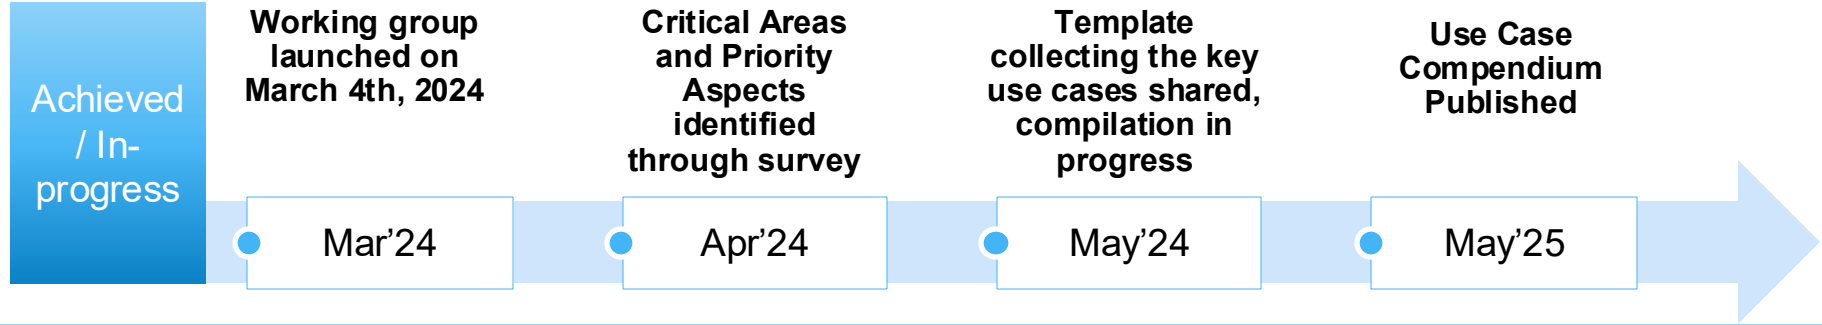 Achieved
/ In-
progress
Working group
launched on
March 4th, 2024
Critical Areas
and Priority
Aspects
identified
through survey
Template
collecting the key
use cases shared,
compilation in
progress
Use Case
Compendium
Published
Mar’24
Apr’24
May’24
May’25